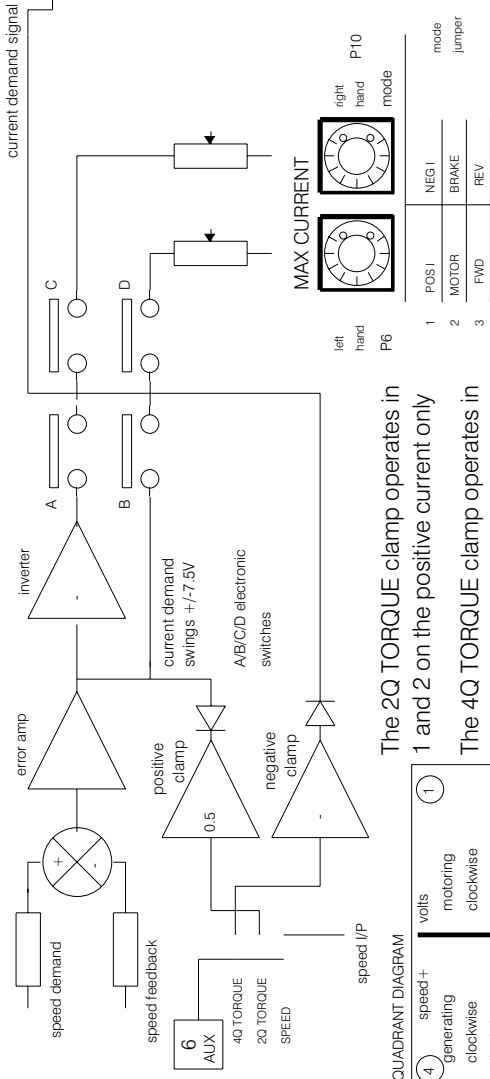 current demand signal
C
D
A
B
inverter
error amp
+
-
-
speed demand
speed feedback
current demand
swings +/-7.5V
A/B/C/D electronic
switches
positive
clamp
0.5
negative
clamp
-
6
AUX
4Q TORQUE
2Q TORQUE
SPEED
speed I/P
MAX CURRENT
left
hand
P6
right
hand
P10
mode
1 POS I NEG I
2 MOTOR BRAKE
3 FWD REV
mode
jumper
The 2Q TORQUE clamp operates in
1 and 2 on the positive current only
The 4Q TORQUE clamp operates in
QUADRANT DIAGRAM
4 speed+ volts 1
generating motoring
clockwise clockwise